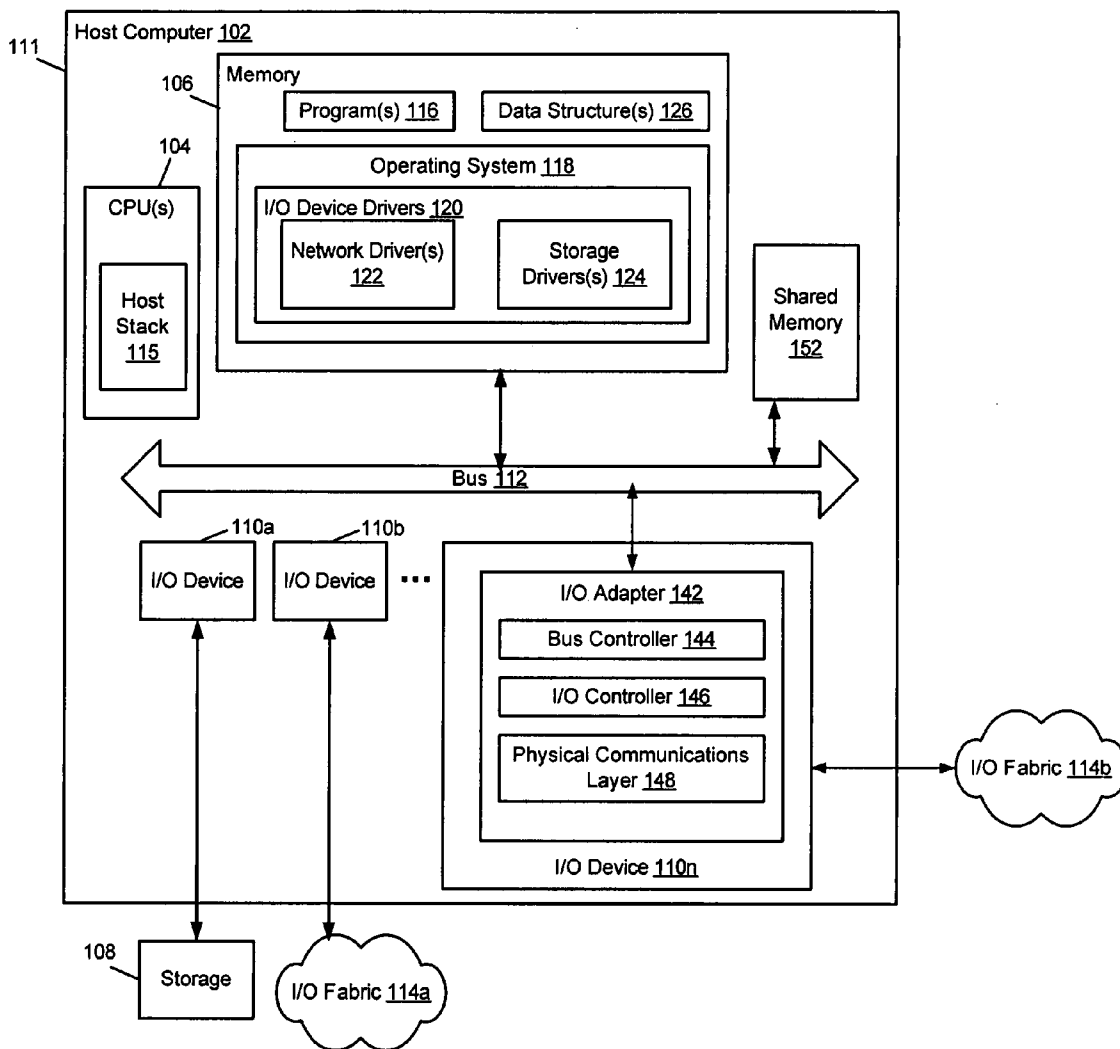 Host Computer 102
111
Memory
106
Program(s) 116
Data Structure(s) 126
Operating System 118
104
CPU(s)
I/O Device Drivers 120
Network Driver(s)
122
Storage
Drivers(s) 124
Host
Stack
115
Shared
Memory
152
Bus 112
110a
110b
I/O Device
I/O Device
...
I/O Adapter 142
Bus Controller 144
I/O Controller 146
Physical Communications
Layer 148
I/O Fabric 114b
I/O Device 110n
108
Storage
I/O Fabric 114a